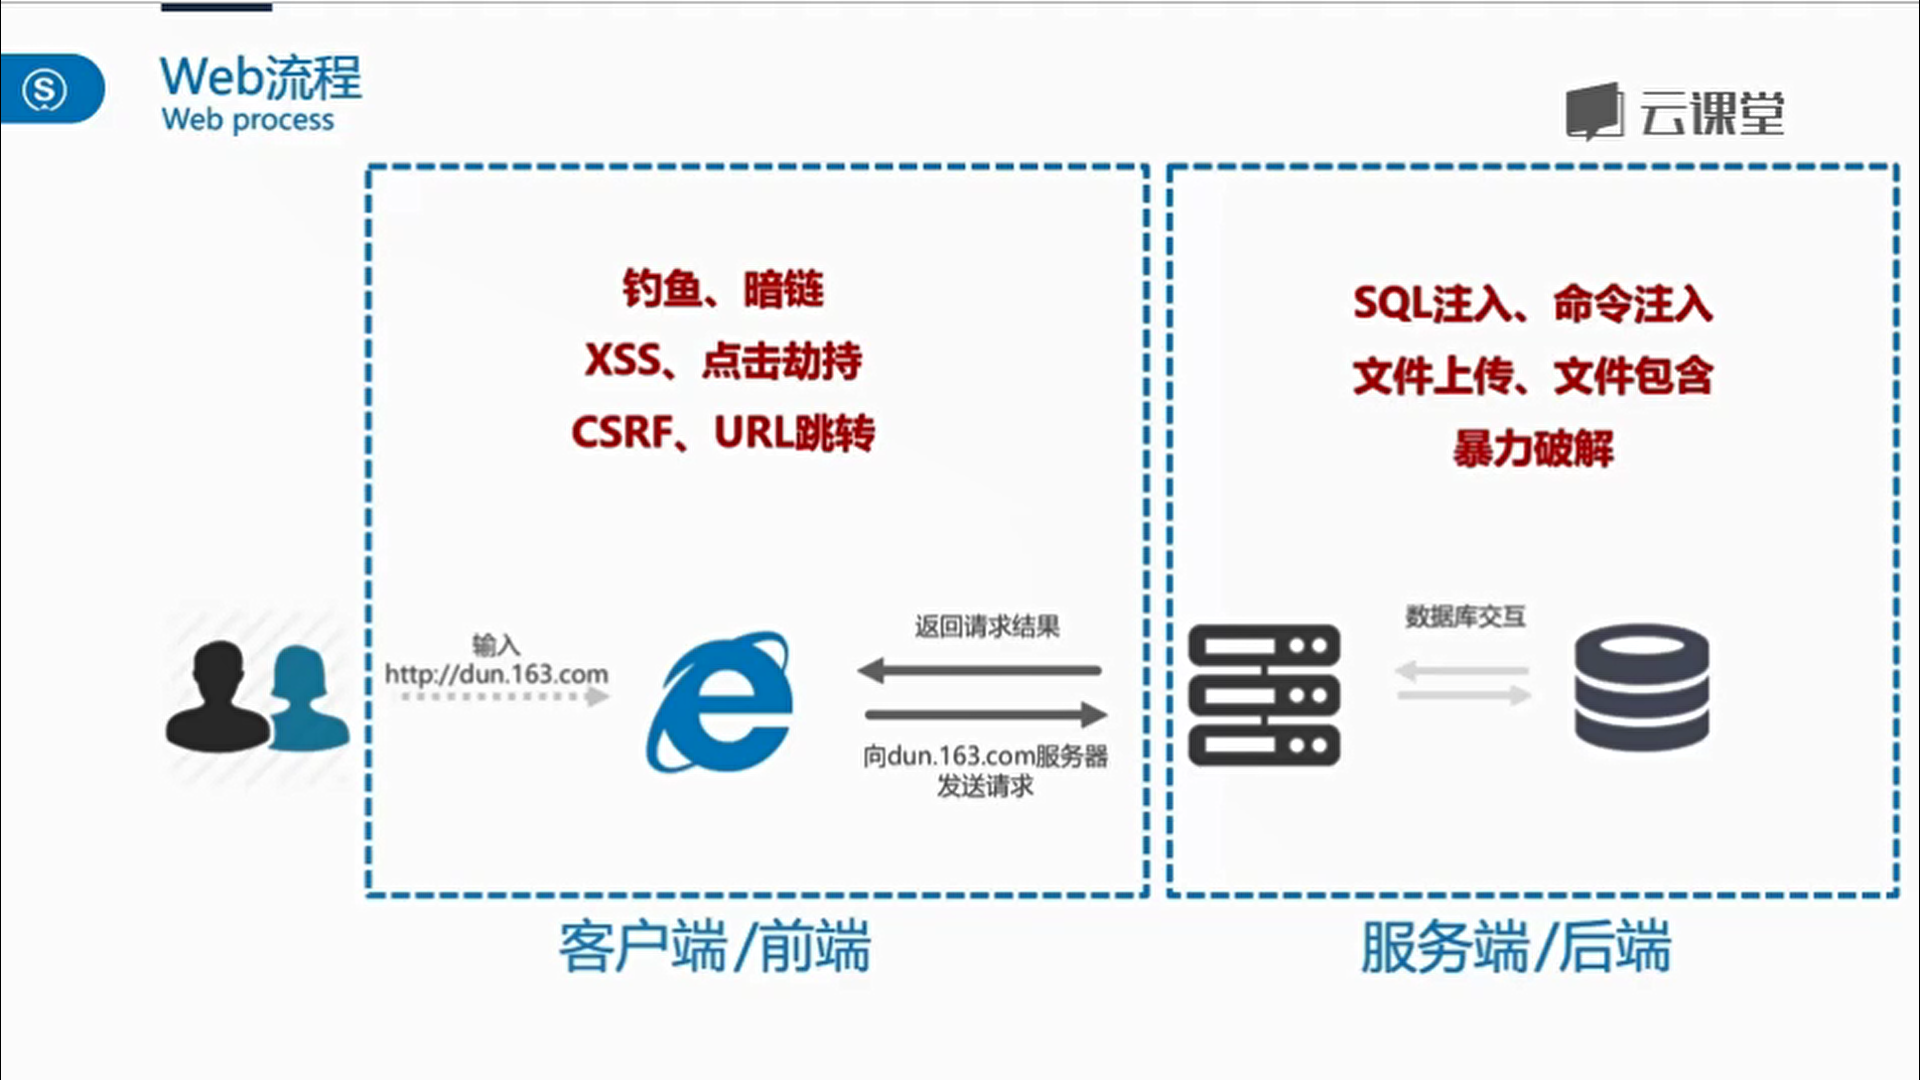 Web流程
Web process
云课堂
钓鱼、暗链
XSS、点击劫持
CSRF、URL跳转
SQL注入、命令注入
文件上传、文件包含
暴力破解
输入
http://dun.163.com
返回请求结果
向dun.163.com服务器
发送请求
数据库交互
客户端/前端
服务端/后端